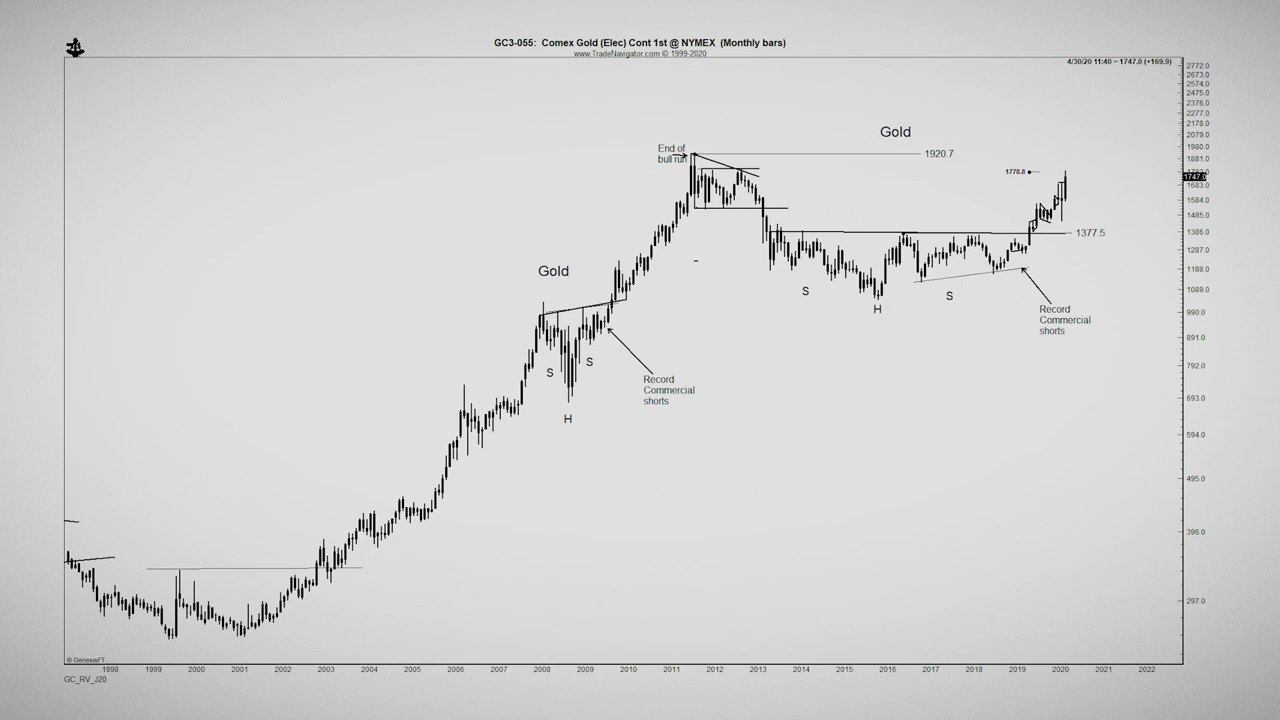 GC3-055: Comex Gold (Elec) Cont 1st @ NYMEX (Monthly bars)
www.TradeNavigator.com © 1999-2020
4/30/20 11:40 = 1747.0 (+169.9)
2772.0
2673.0
2574.0
2475.0
2376.0
2277.0
2178.0
2079.0
1980.0
1881.0
1747.0
1683.0
1584.0
1485.0
1386.0
1287.0
1188.0
1089.0
990.0
891.0
792.0
693.0
594.0
495.0
396.0
297.0
Gold
End of
bull run
1920.7
1778.8
1377.5
Gold
S
H
S
Record
Commercial
shorts
S
H
S
Record
Commercial
shorts
© GenesisFT
1998 1999 2000 2001 2002 2003 2004 2005 2006 2007 2008 2009 2010 2011 2012 2013 2014 2015 2016 2017 2018 2019 2020 2021 2022
GC_RV_J20